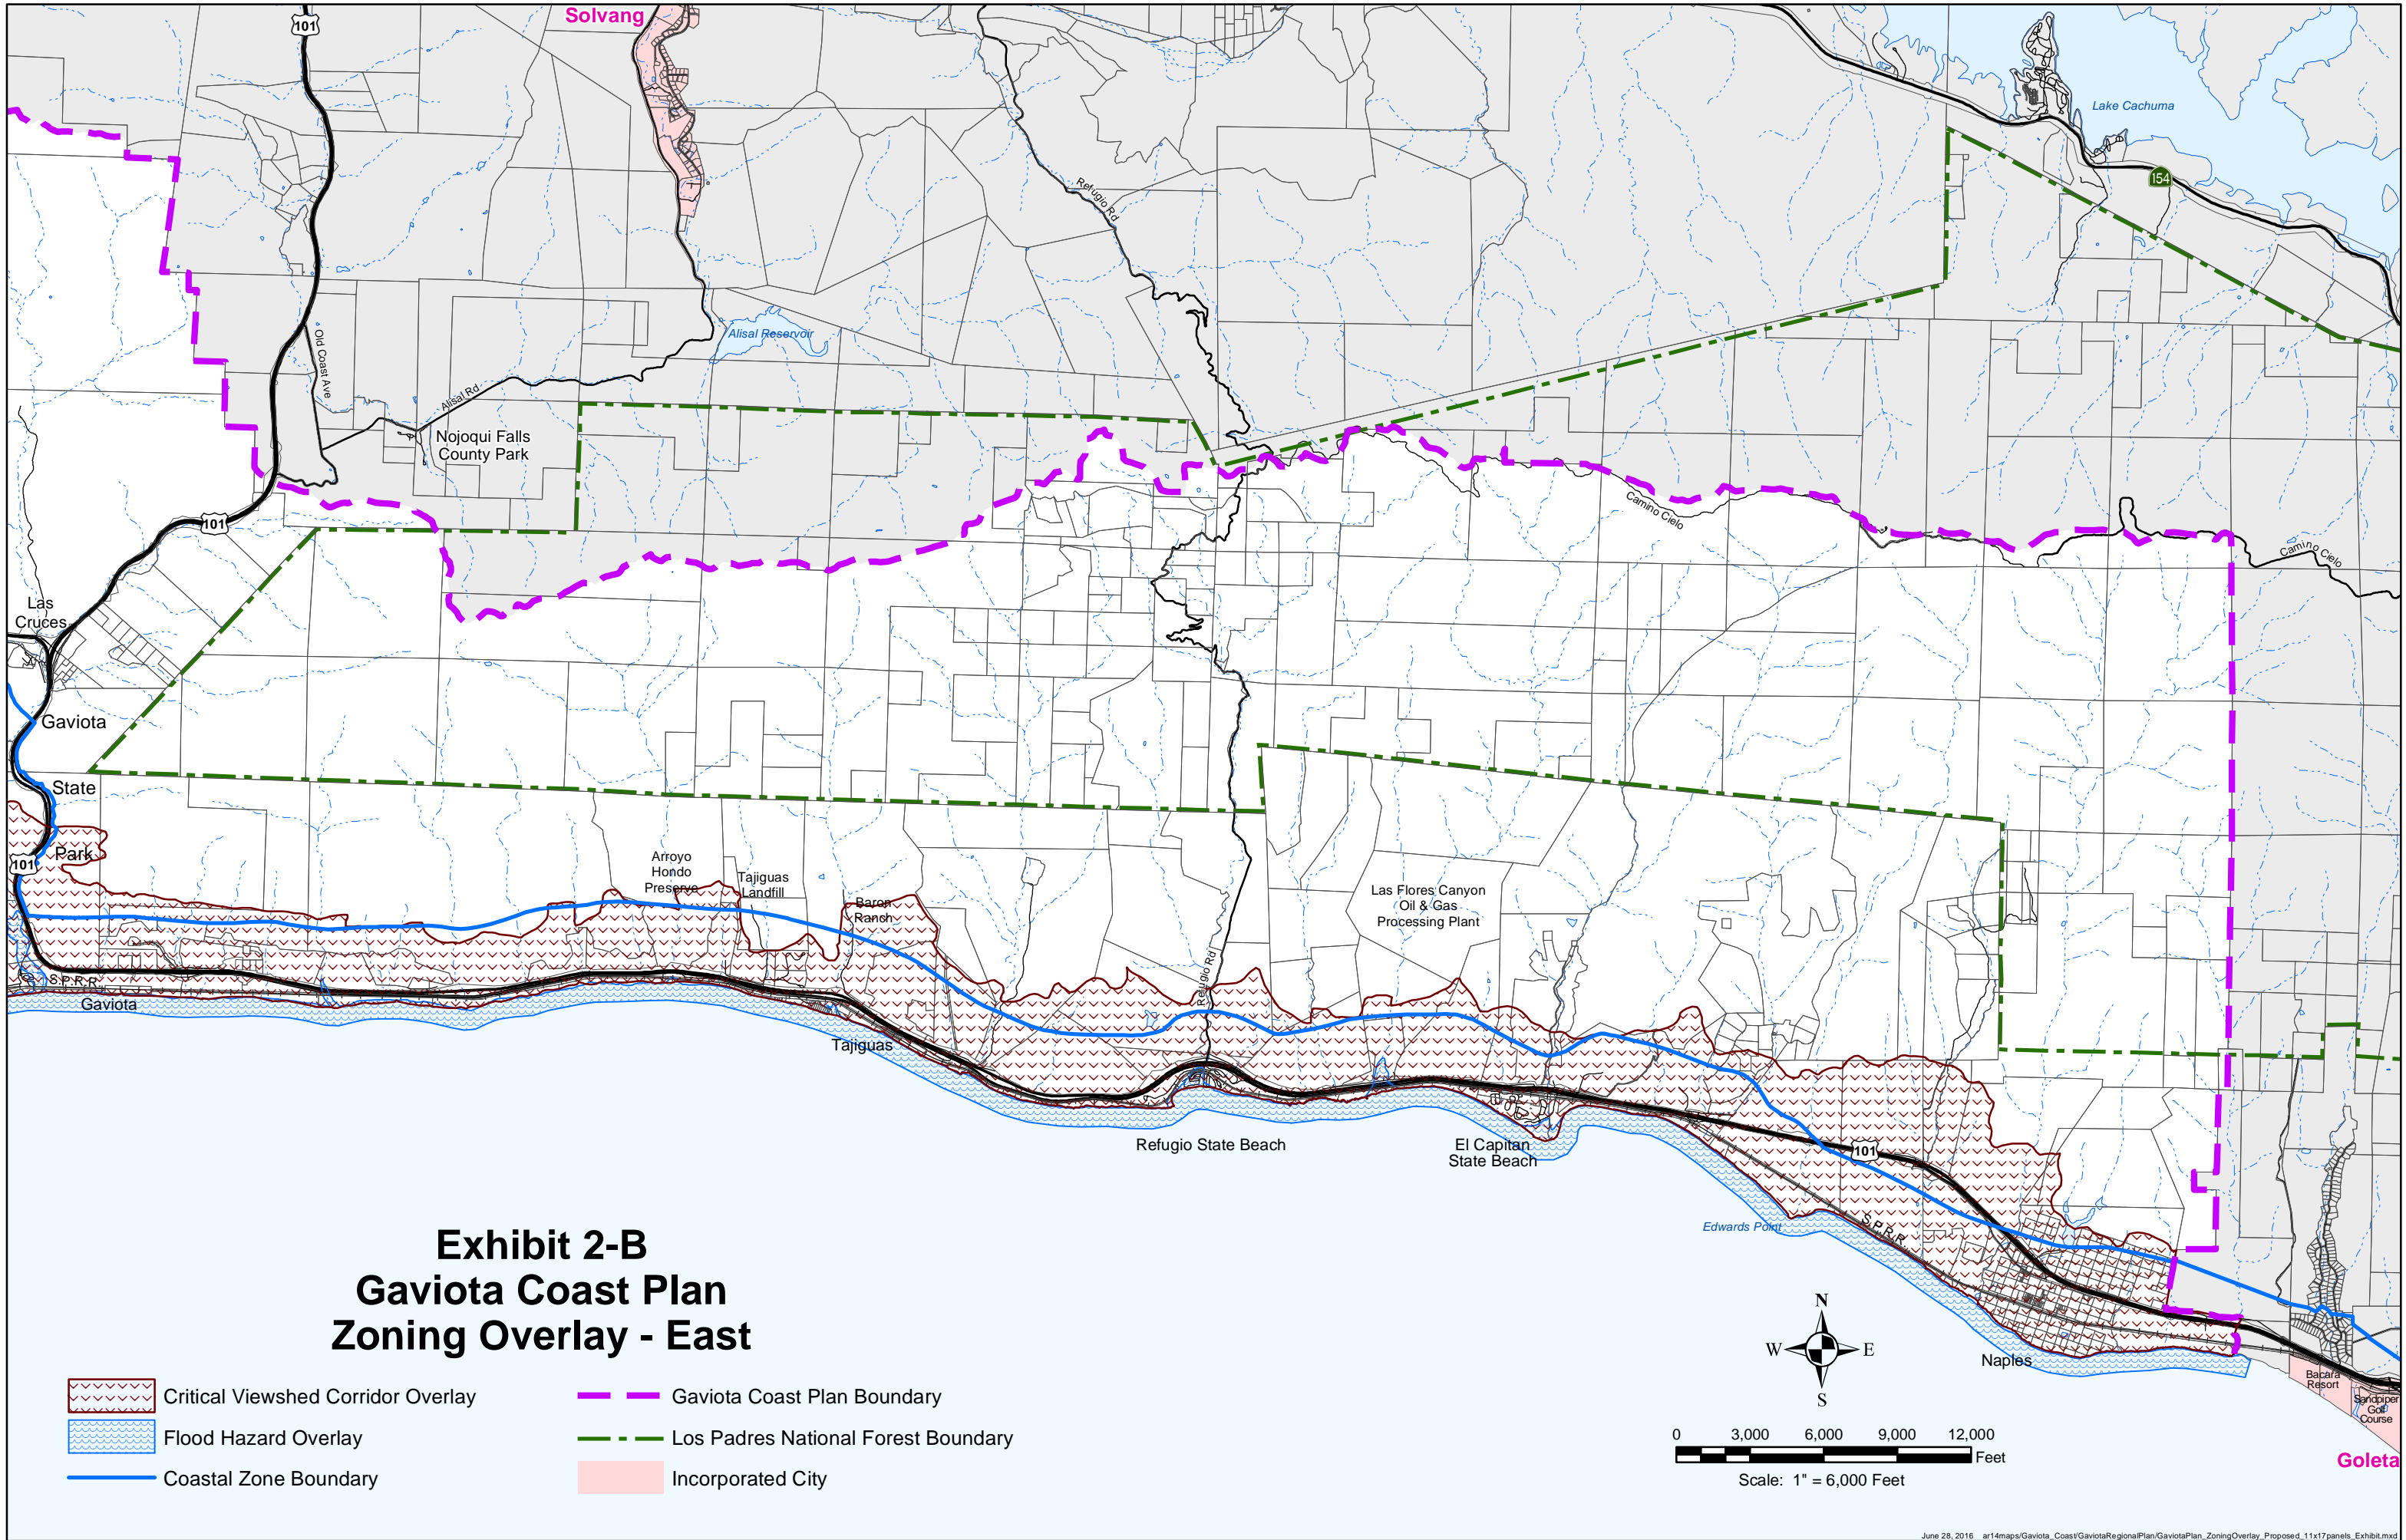 Solvang
101
Lake Cachuma
154
Refugio Rd
Alisal Reservoir
Old Coast Ave
Alisal Rd
Nojoqui Falls
County Park
101
Camino Cielo
Camino Cielo
Las
Cruces
Gaviota
State
Park
101
Arroyo
Hondo
Preserve
Tajiguas
Landfill
Baron
Ranch
Las Flores Canyon
Oil & Gas
Processing Plant
Refugio Rd
S.P.R.R.
Gaviota
Tajiguas
Refugio State Beach
El Capitan
State Beach
101
Edwards Point
S.P.R.R.
Naples
Bacara
Resort
Sandpiper
Golf
Course
Goleta
Exhibit 2-B
Gaviota Coast Plan
Zoning Overlay - East
Critical Viewshed Corridor Overlay
Flood Hazard Overlay
Coastal Zone Boundary
Gaviota Coast Plan Boundary
Los Padres National Forest Boundary
Incorporated City
N
W E
S
0 3,000 6,000 9,000 12,000
Feet
Scale: 1" = 6,000 Feet
June 28, 2016 ar14maps/Gaviota_Coast/GaviotaRegionalPlan/GaviotaPlan_ZoningOverlay_Proposed_11x17panels_Exhibit.mxd